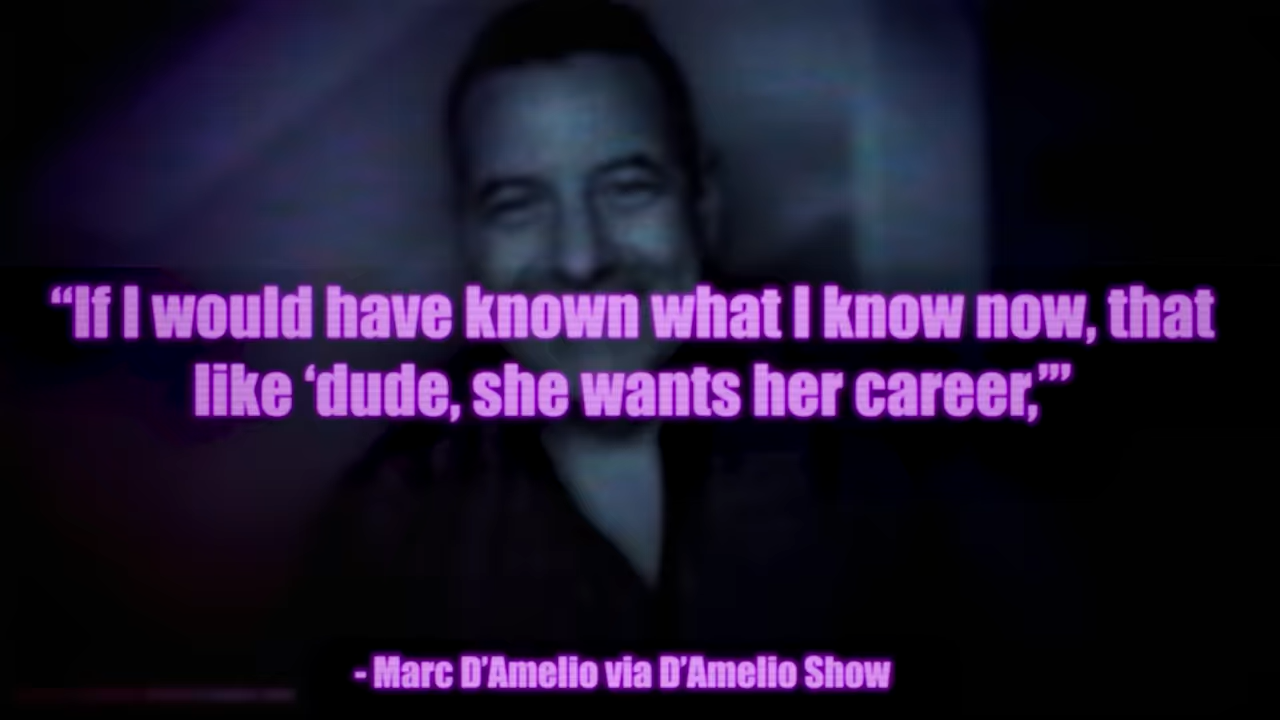 “If I would have known what I know now, that
like ‘dude, she wants her career,’”
- Marc D’Amelio via D’Amelio Show